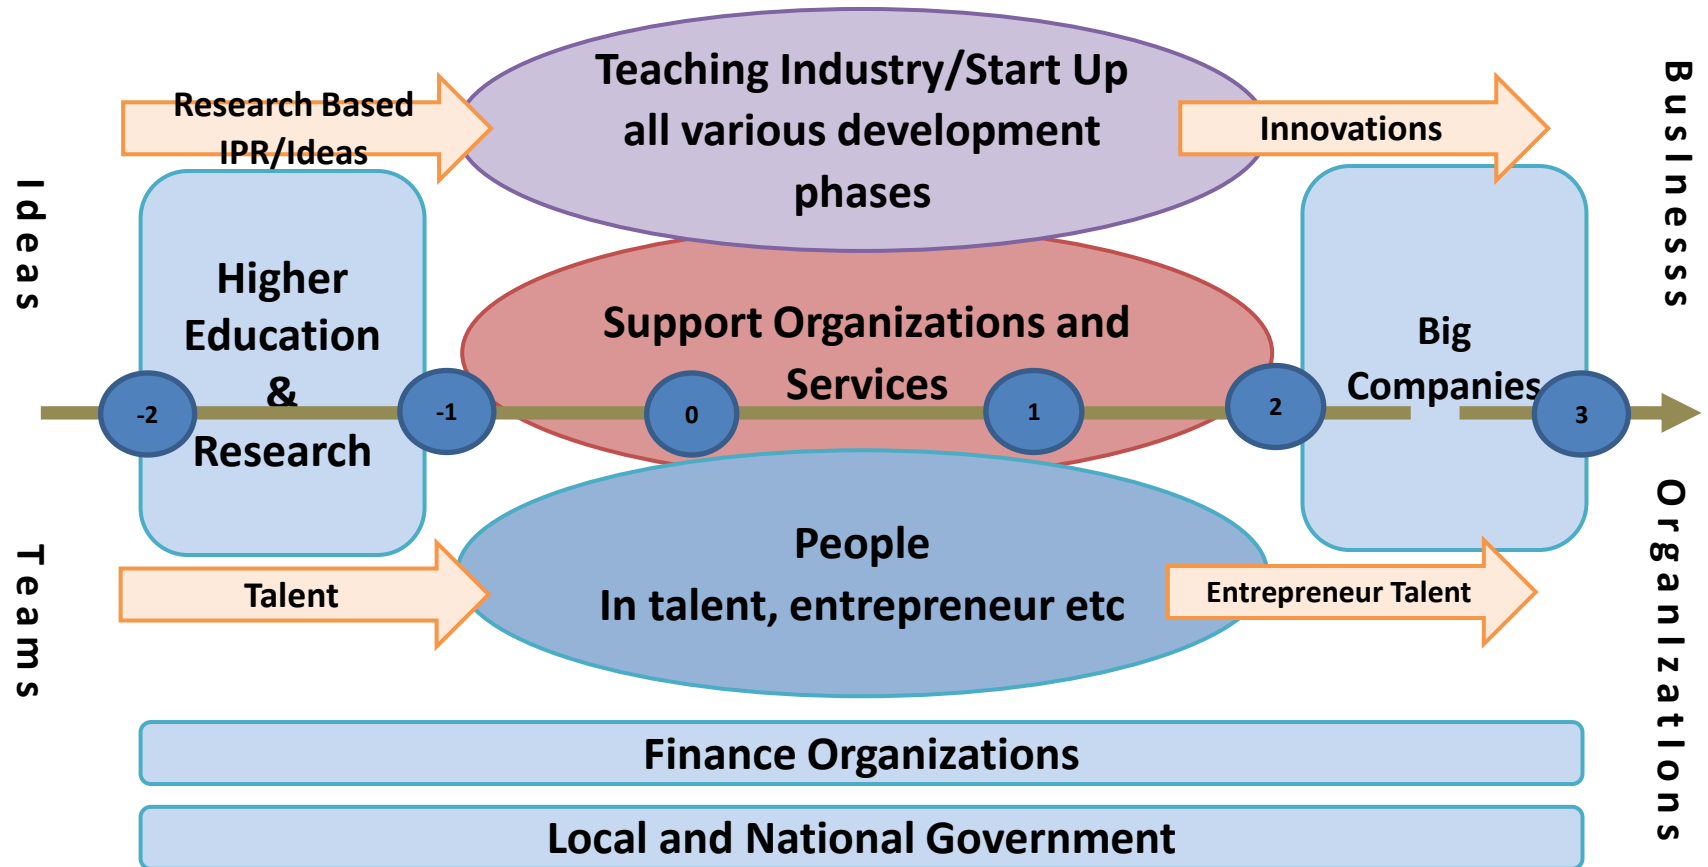 Teaching Industry/Start Up
all various development
phases
Research Based
IPR/Ideas
Innovations
Ideas
BusInesss
Higher
Education
&
Research
Support Organizations and
Services
Big
Companies
-2
-1
0
1
2
3
Teams
OrganIzatIons
People
In talent, entrepreneur etc
Talent
Entrepreneur Talent
Finance Organizations
Local and National Government